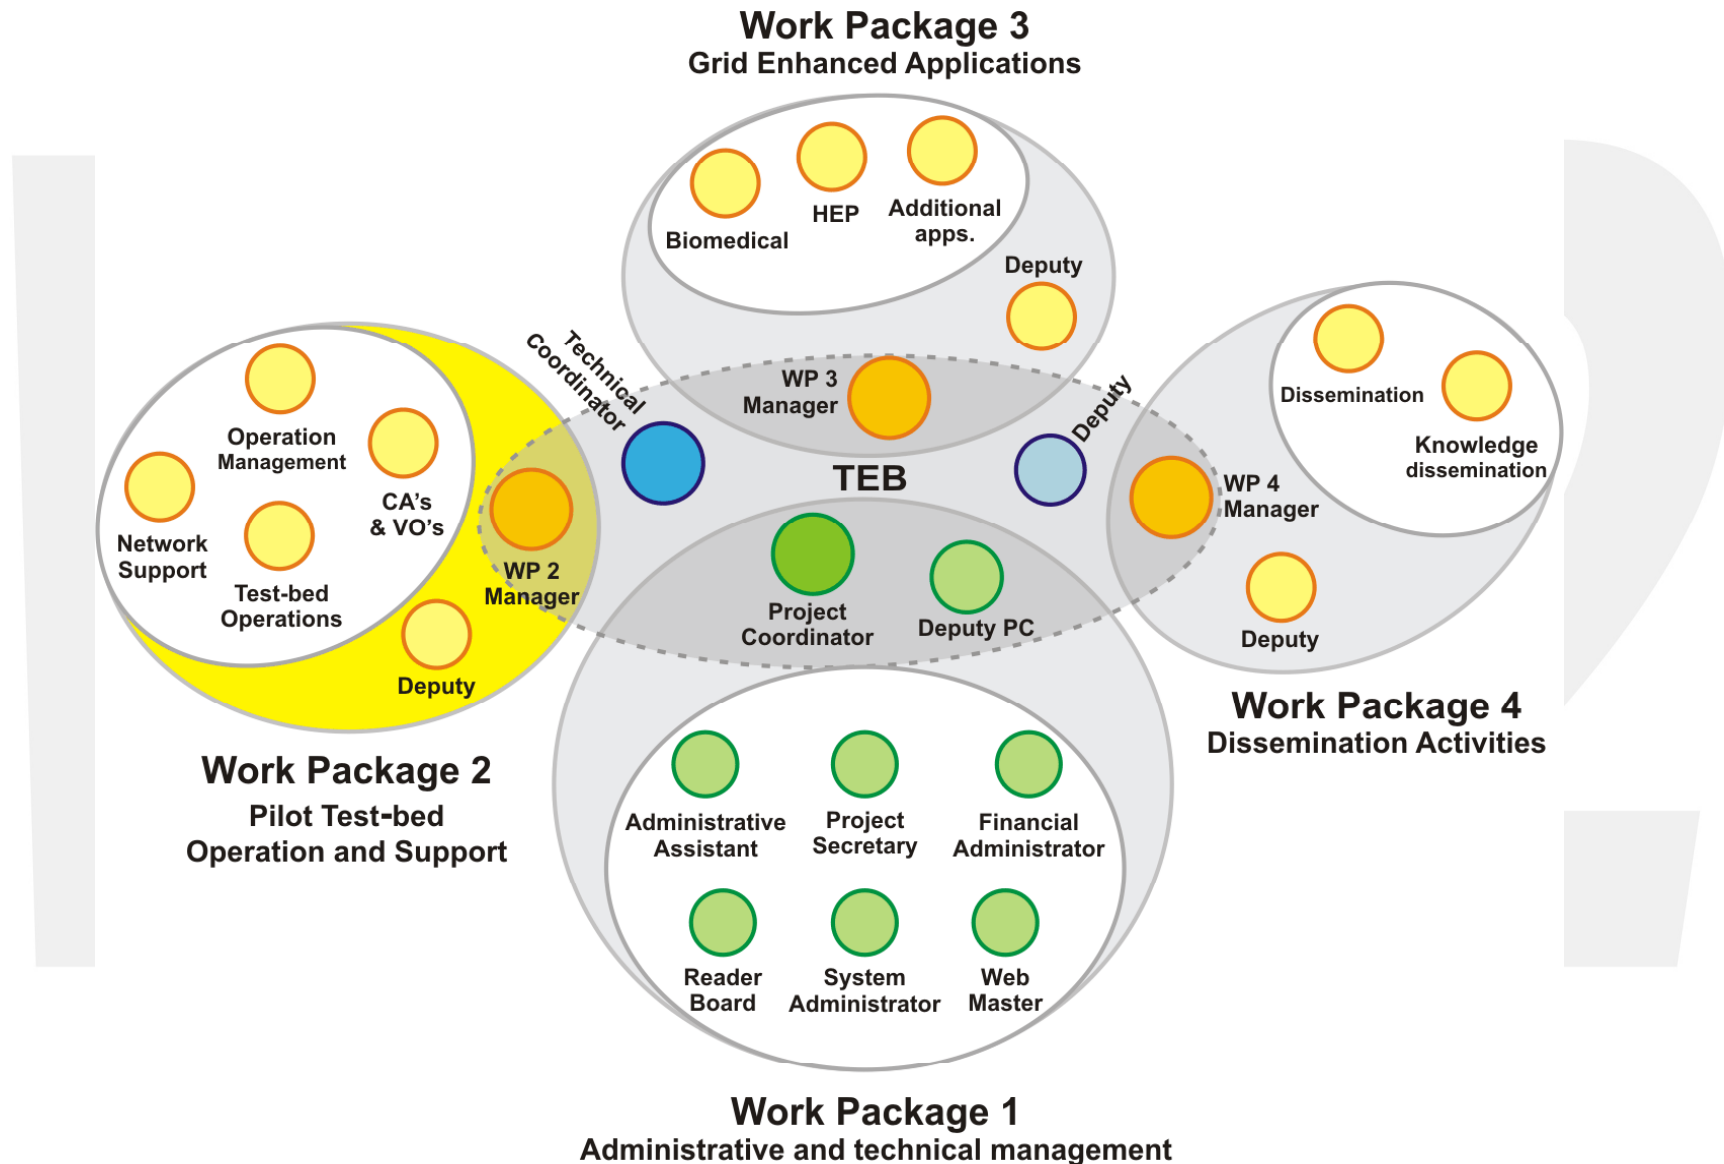 Work Package 3
Grid Enhanced Applications
Biomedical
HEP
Additional
apps.
Deputy
Technical
Coordinator
WP 3
Manager
Deputy
TEB
Dissemination
Knowledge
dissemination
WP 4
Manager
Deputy
Work Package 4
Dissemination Activities
Operation
Management
CA’s
& VO’s
Network
Support
Test-bed
Operations
WP 2
Manager
Deputy
Work Package 2
Pilot Test-bed
Operation and Support
Project
Coordinator
Deputy PC
Administrative
Assistant
Project
Secretary
Financial
Administrator
Reader
Board
System
Administrator
Web
Master
Work Package 1
Administrative and technical management